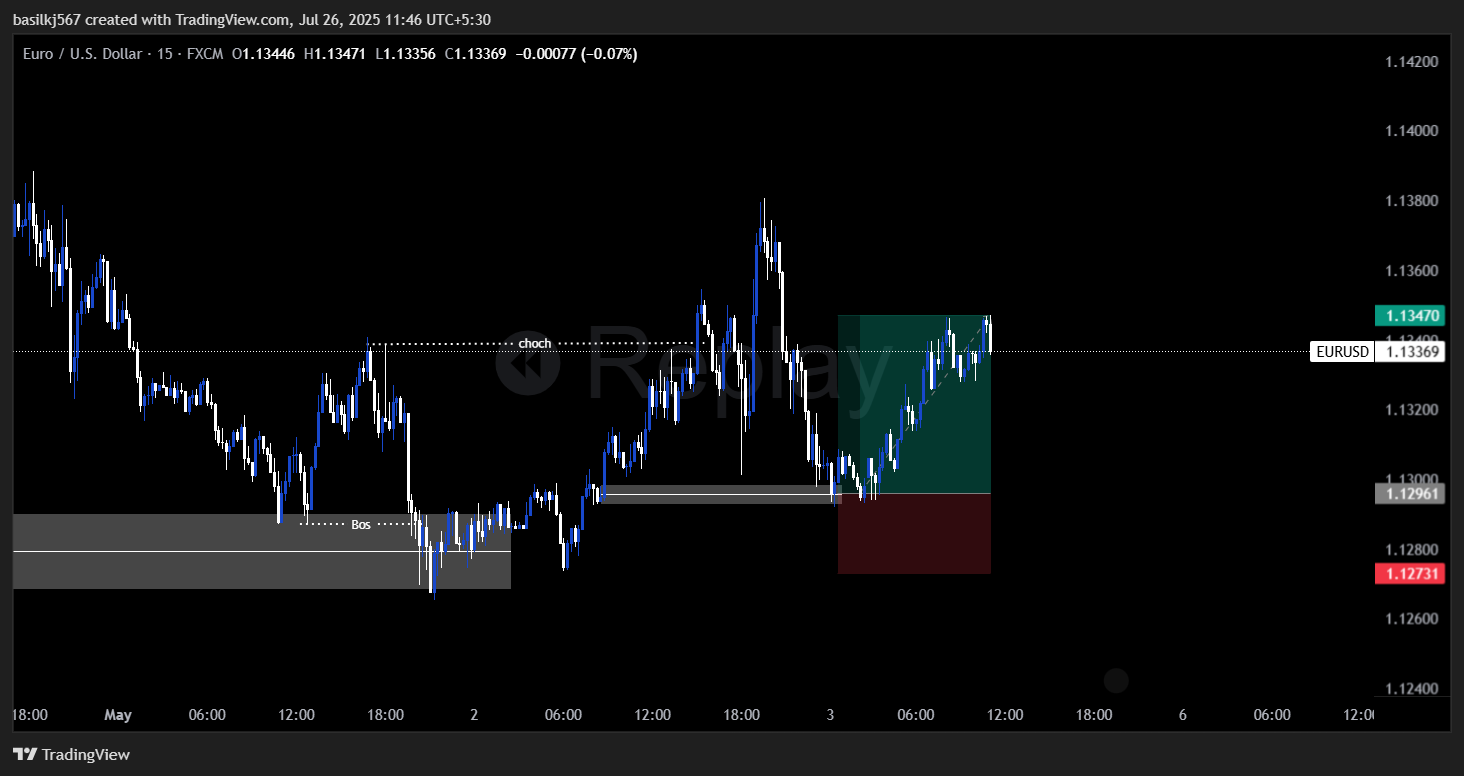 basilkj567 created with TradingView.com, Jul 26, 2025 11:46 UTC+5:30
Euro / U.S. Dollar · 15 · FXCM O1.13446 H1.13471 L1.13356 C1.13369 −0.00077 (−0.07%)
1.14200
1.14000
1.13800
1.13600
1.13470
choch
1.13400
Replay
EURUSD 1.13369
1.13200
1.13000
1.12961
Bos
1.12800
1.12731
1.12600
1.12400
18:00 May 06:00 12:00 18:00 2 06:00 12:00 18:00 3 06:00 12:00 18:00 6 06:00 12:00
TradingView